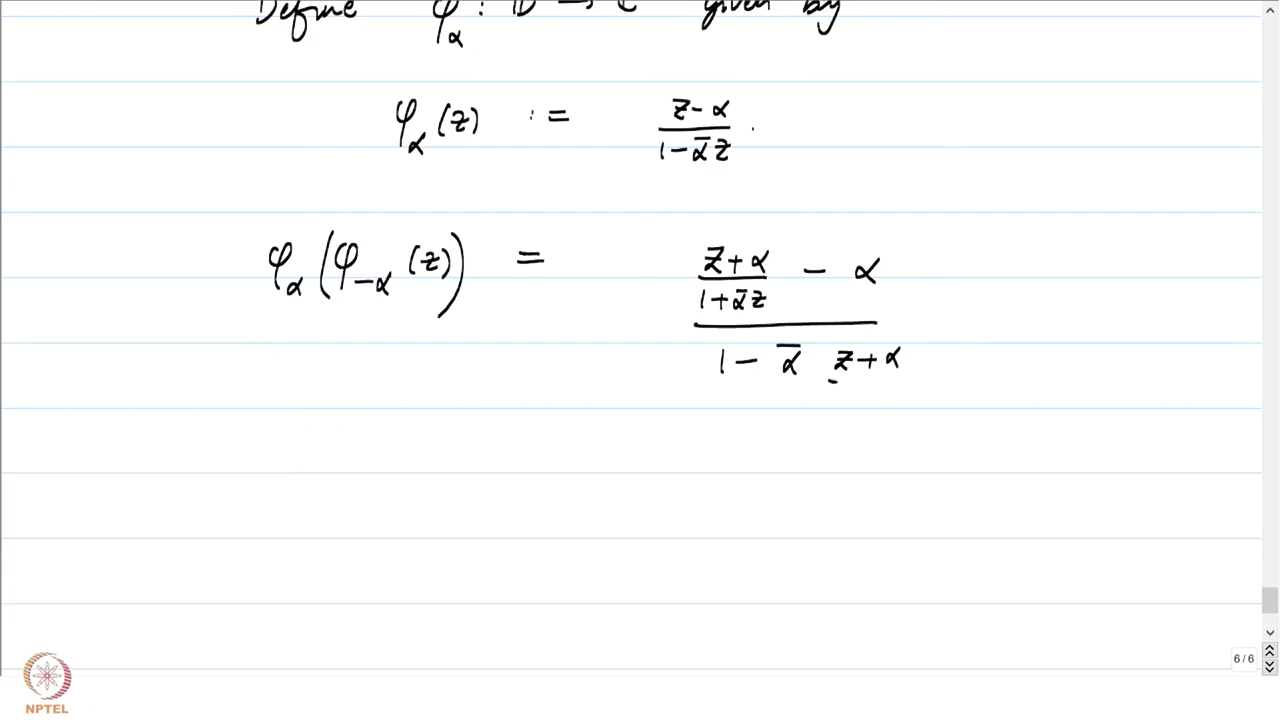 Define φ_α : D → C given by
φ_α (z) := (z-α)/(1-ᾱz).
φ_α (φ_{-α} (z)) = ((z+α)/(1+ᾱz) - α)/(1 - ᾱ z+α)
6 / 6
NPTEL